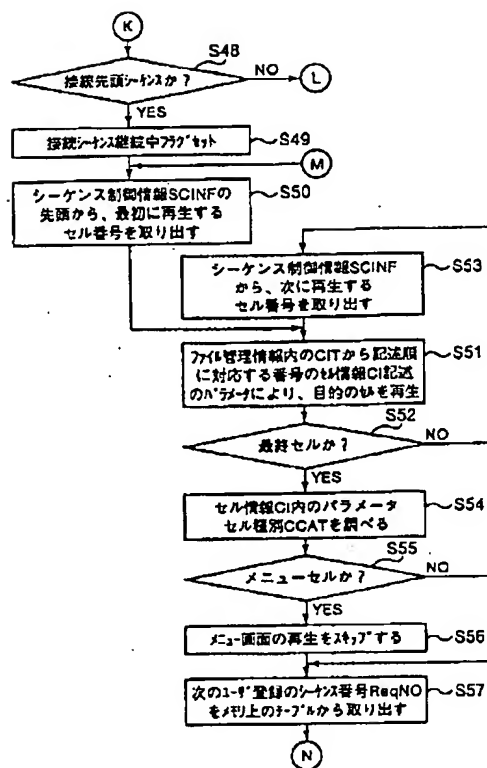 K
S48
接続先頭シーケンスか?
NO
L
YES
接続シーケンス継続中フラグセット
S49
M
シーケンス制御情報SCINFの
先頭から、最初に再生する
セル番号を取り出す
S50
シーケンス制御情報SCINF
から、次に再生する
セル番号を取り出す
S53
ファイル管理情報内のCITから記述順
に対応する番号のセル情報CI記述
のパラメータにより、目的のセルを再生
S51
S52
最終セルか?
NO
YES
セル情報CI内のパラメータ
セル種別CCATを調べる
S54
S55
メニューセルか?
NO
YES
メニュー画面の再生をスキップする
S56
次のユーザ登録のシーケンス番号ReqNO
をメモリ上のテーブルから取り出す
S57
N